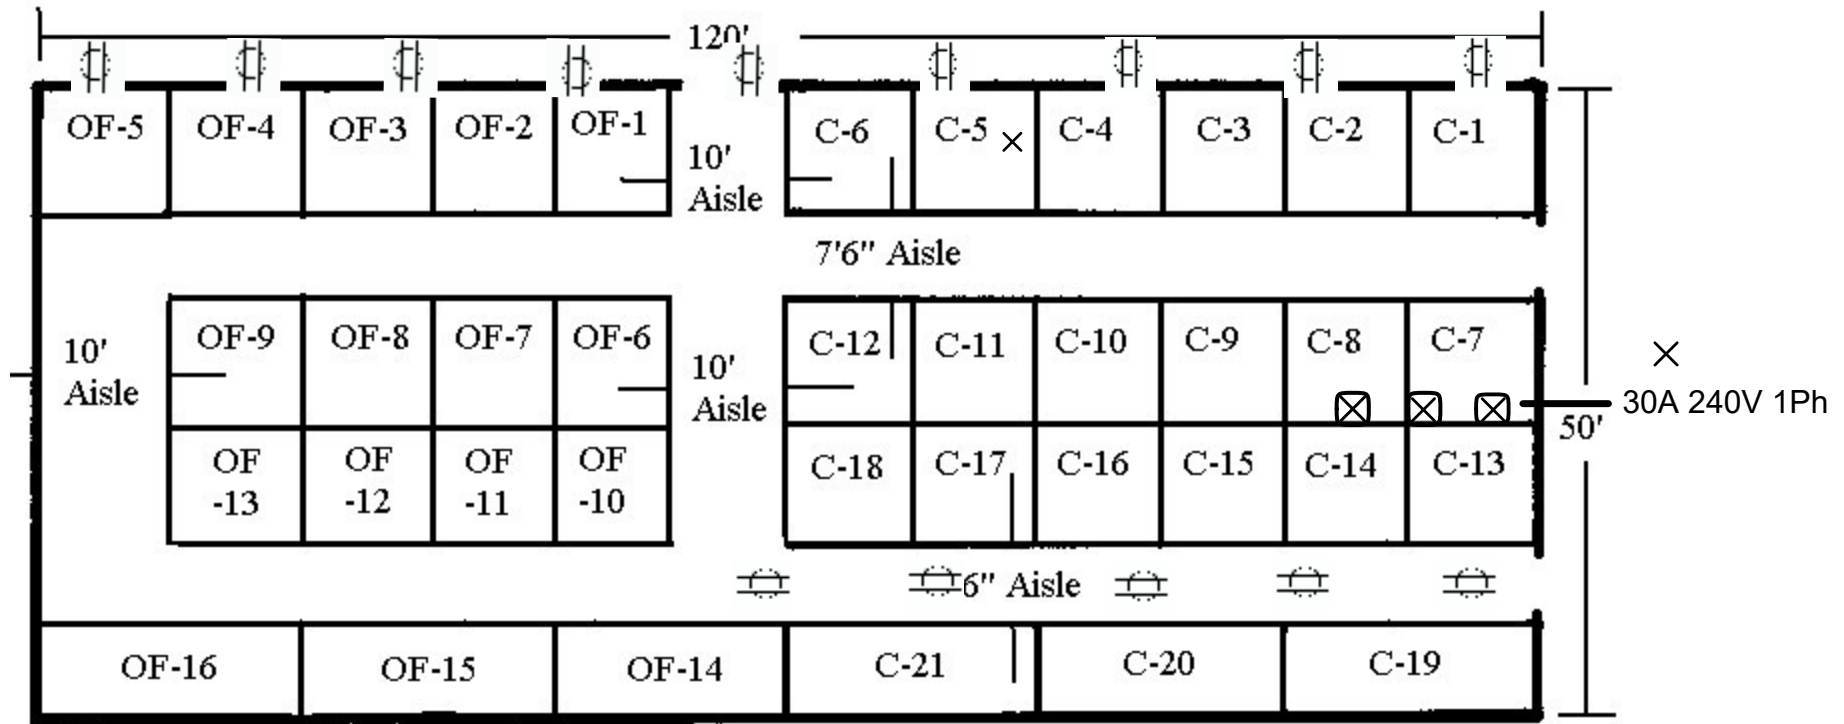 120'
OF-5 OF-4 OF-3 OF-2 OF-1 C-6 C-5 C-4 C-3 C-2 C-1
10'
Aisle
7'6" Aisle
OF-9 OF-8 OF-7 OF-6 C-12 C-11 C-10 C-9 C-8 C-7
10'
Aisle
10'
Aisle
30A 240V 1Ph
50'
OF
-13
OF
-12
OF
-11
OF
-10
C-18 C-17 C-16 C-15 C-14 C-13
6" Aisle
OF-16 OF-15 OF-14 C-21 C-20 C-19